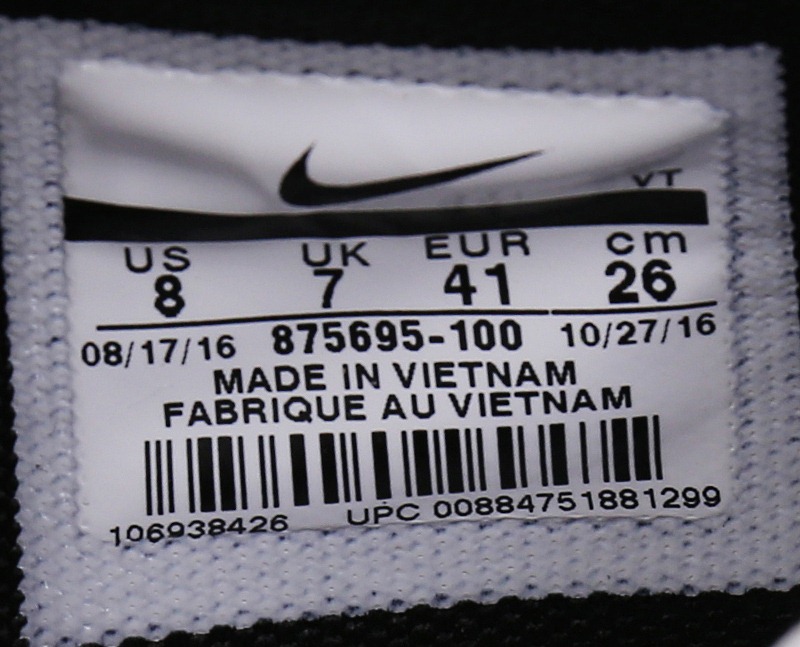 VT
US UK EUR cm
8 7 41 26
08/17/16 875695-100 10/27/16
MADE IN VIETNAM
FABRIQUE AU VIETNAM
106938426 UPC 00884751881299